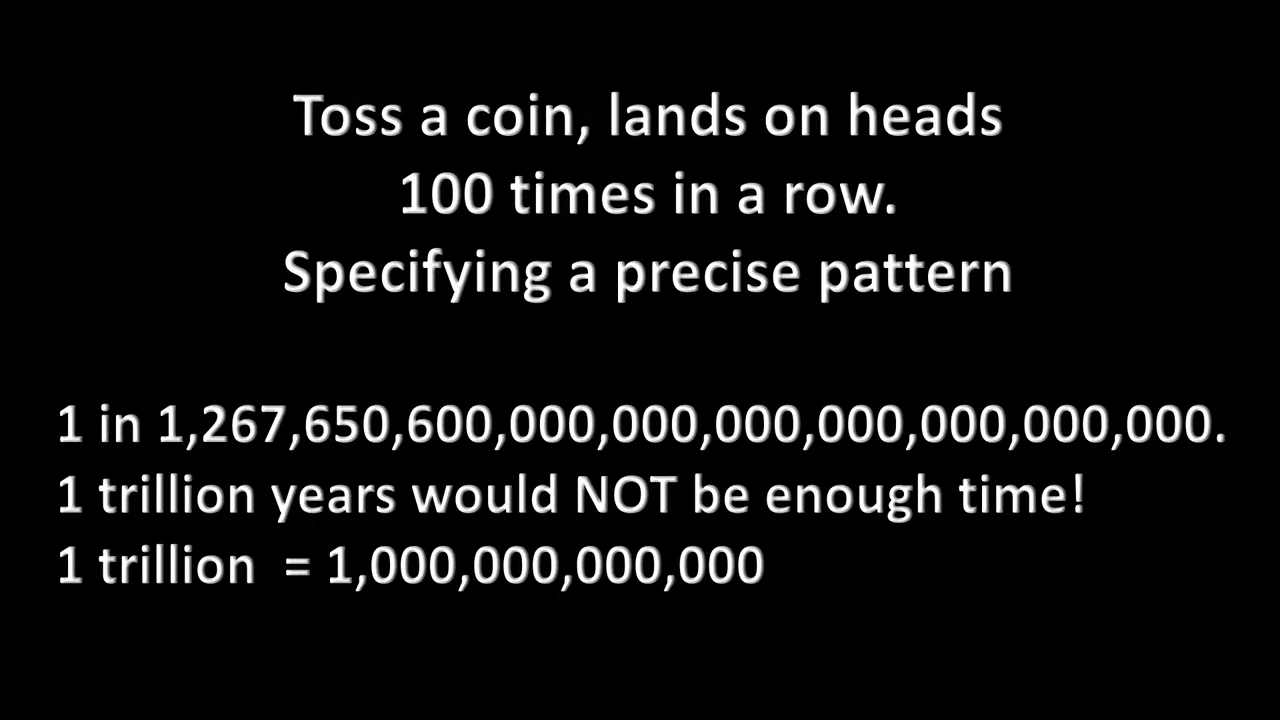 Toss a coin, lands on heads
100 times in a row.
Specifying a precise pattern
1 in 1,267,650,600,000,000,000,000,000,000,000.
1 trillion years would NOT be enough time!
1 trillion  = 1,000,000,000,000